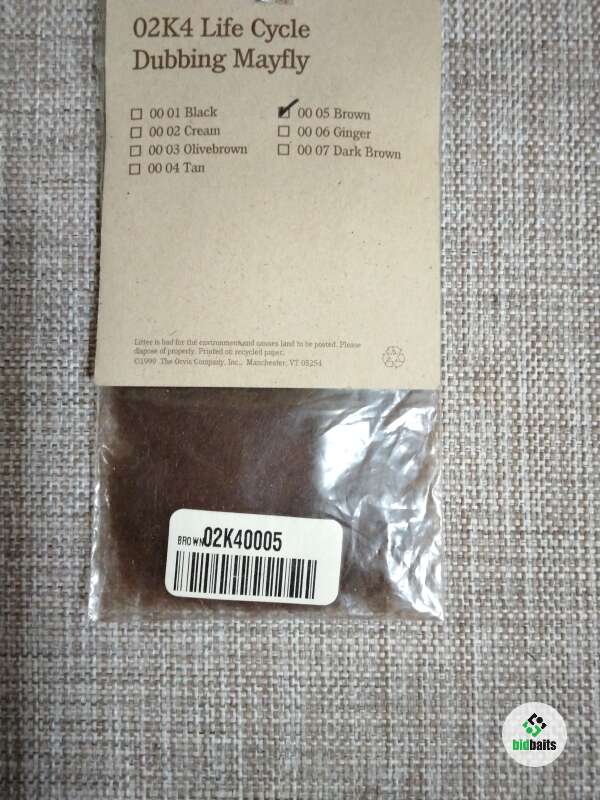 02K4 Life Cycle
Dubbing Mayfly
00 01 Black
00 02 Cream
00 03 Olivebrown
00 04 Tan
00 05 Brown
00 06 Ginger
00 07 Dark Brown
Litter is bad for the environment and causes land to be posted. Please
dispose of properly. Printed on recycled paper.
©1999 The Orvis Company, Inc., Manchester, VT 05254
BROWN 02K40005
bidbaits